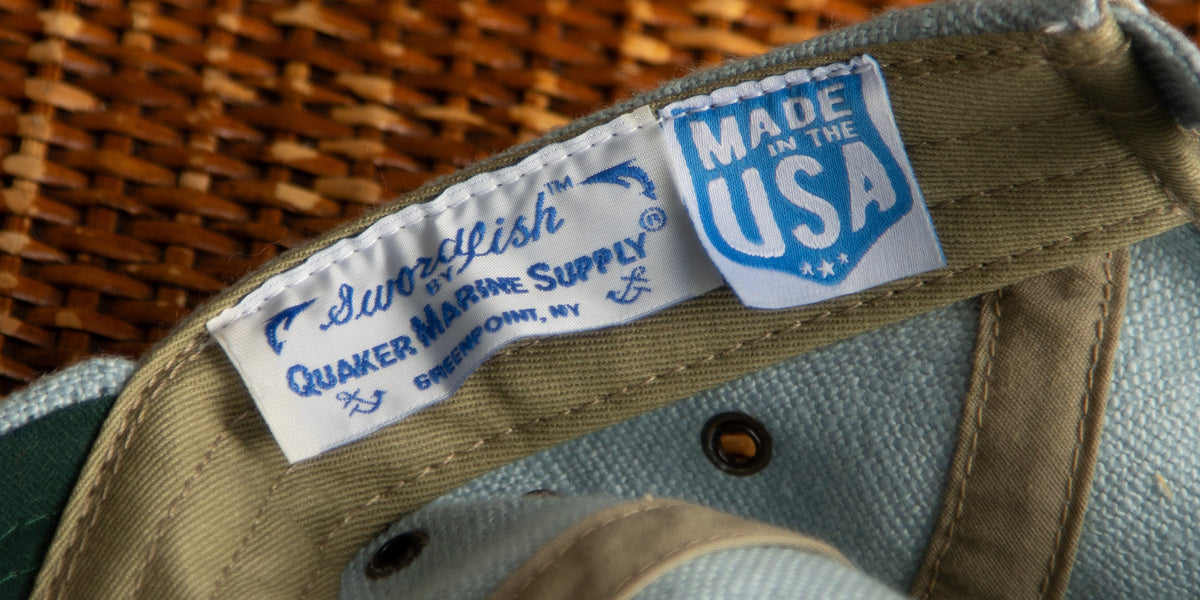 Swordfish™
BY
QUAKER MARINE SUPPLY®
GREENPOINT, NY
MADE
IN THE
USA